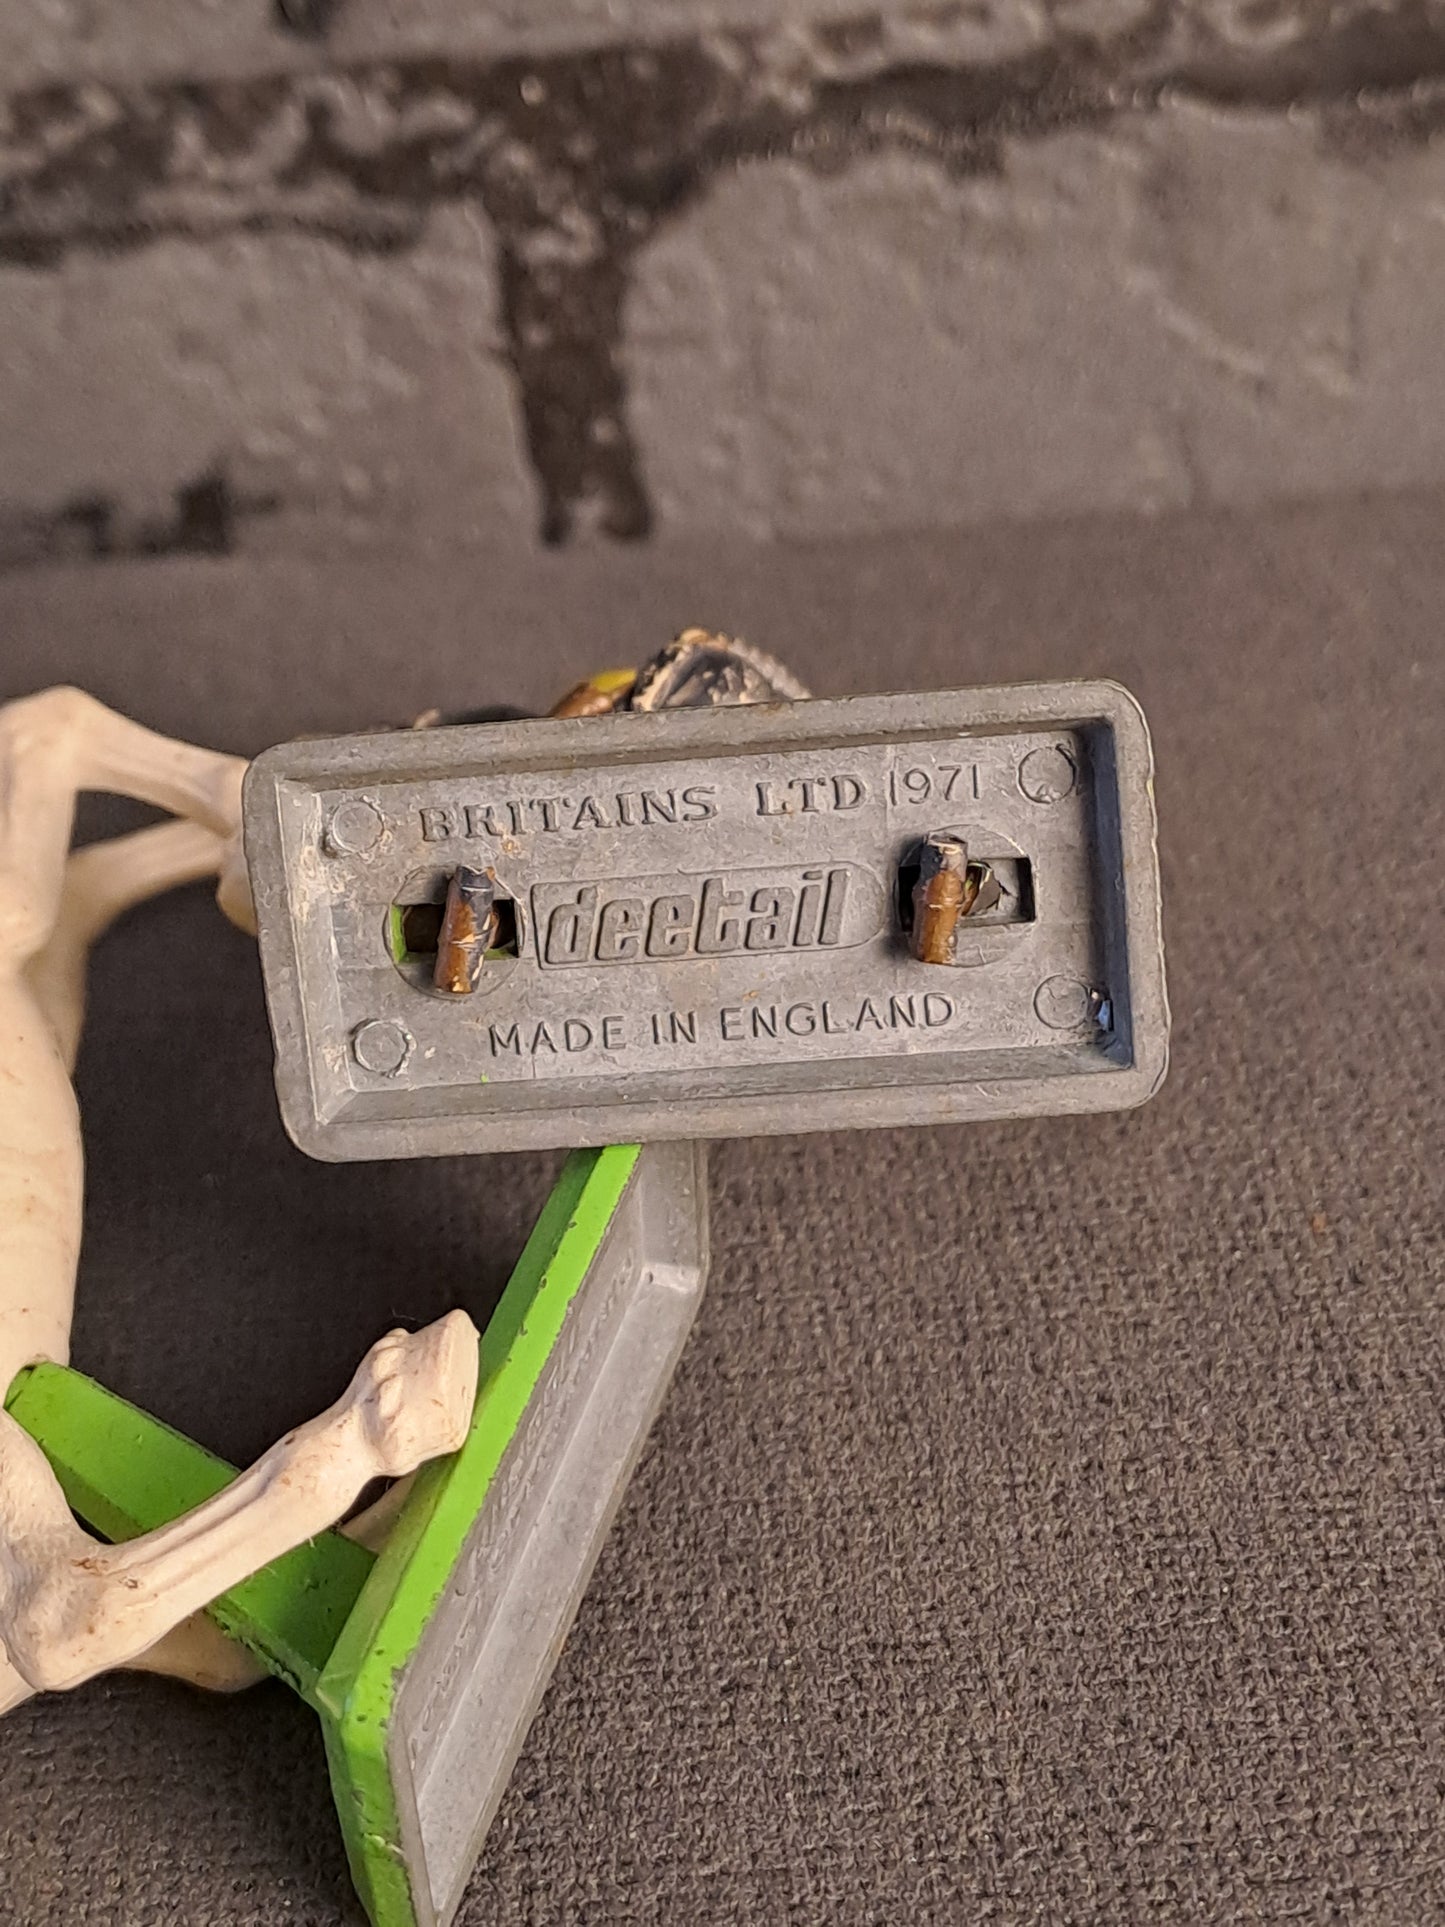 BRITAINS LTD 1971
deetail
MADE IN ENGLAND